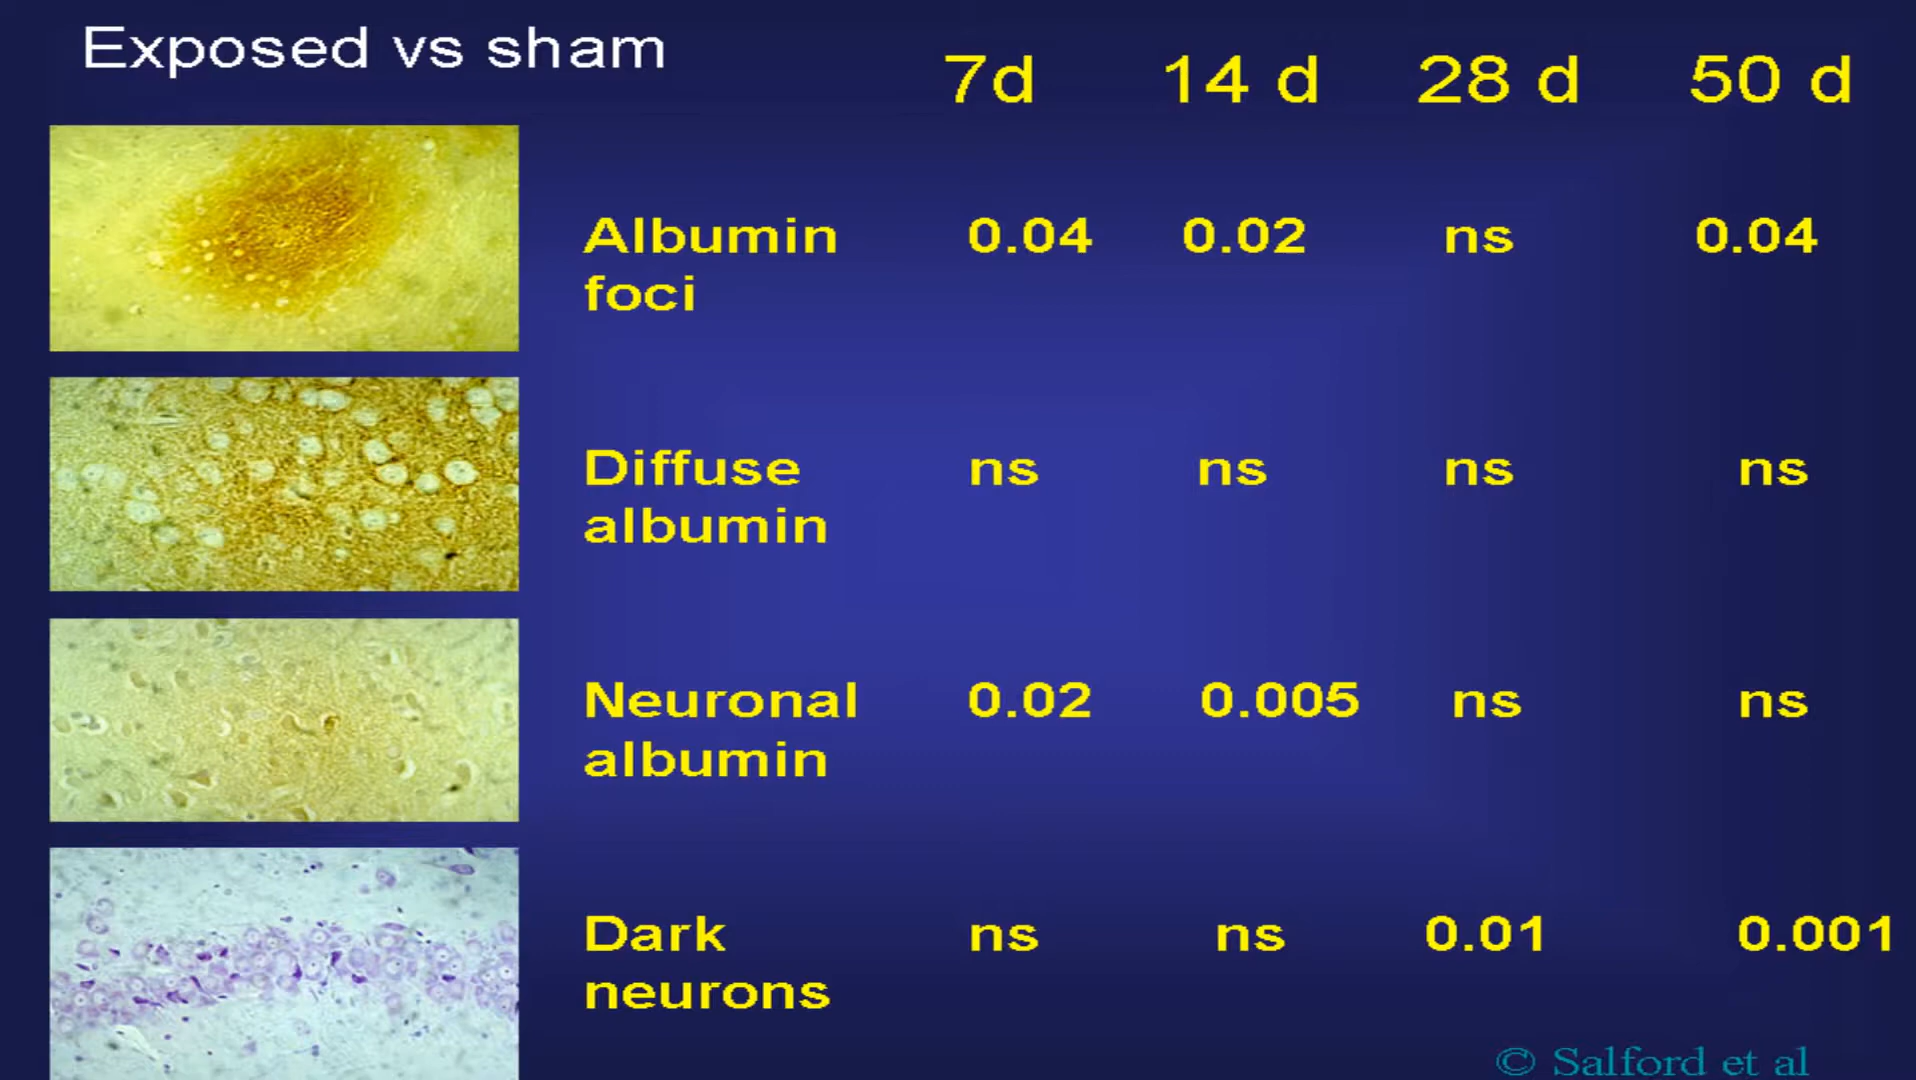 Exposed vs sham
7d 14 d 28 d 50 d
Albumin foci 0.04 0.02 ns 0.04
Diffuse albumin ns ns ns ns
Neuronal albumin 0.02 0.005 ns ns
Dark neurons ns ns 0.01 0.001
© Salford et al